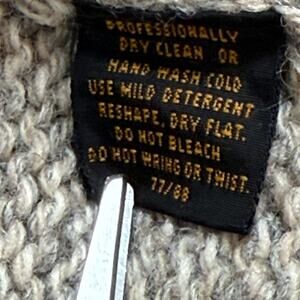 PROFESSIONALLY
DRY CLEAN OR
HAND WASH COLD
USE MILD DETERGENT
RESHAPE, DRY FLAT.
DO NOT BLEACH
DO NOT WRING OR TWIST.
77/88